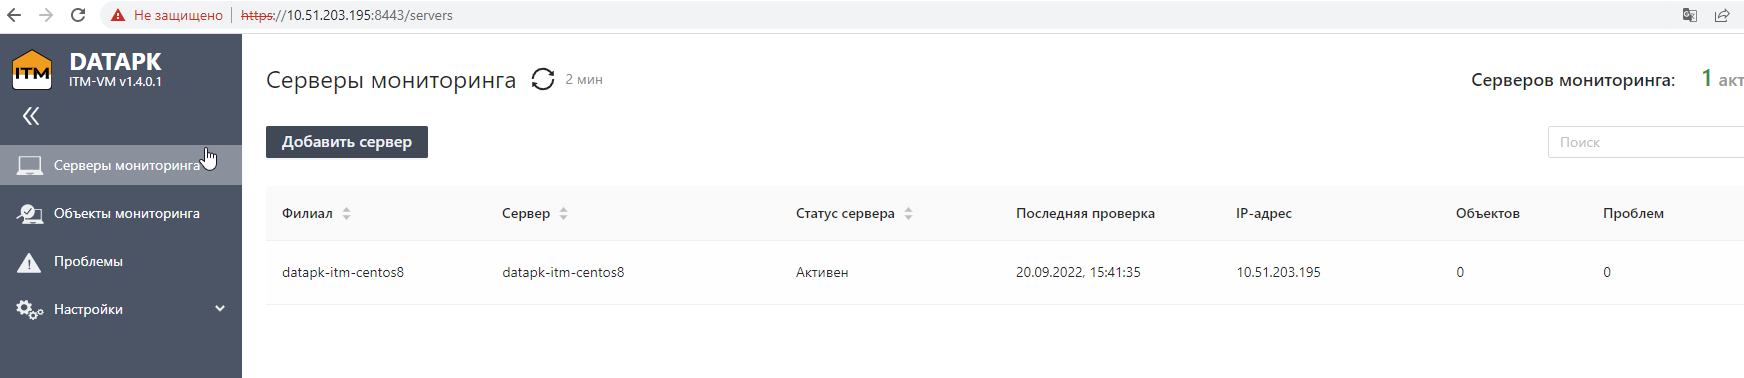 Не защищено https://10.51.203.195:8443/servers
ITM
DATAPK
ITM-VM v1.4.0.1
Серверы мониторинга
Объекты мониторинга
Проблемы
Настройки
Серверы мониторинга 2 мин
Серверов мониторинга: 1 акт
Добавить сервер
Поиск
Филиал Сервер Статус сервера Последняя проверка IP-адрес Объектов Проблем
datapk-itm-centos8 datapk-itm-centos8 Активен 20.09.2022, 15:41:35 10.51.203.195 0 0